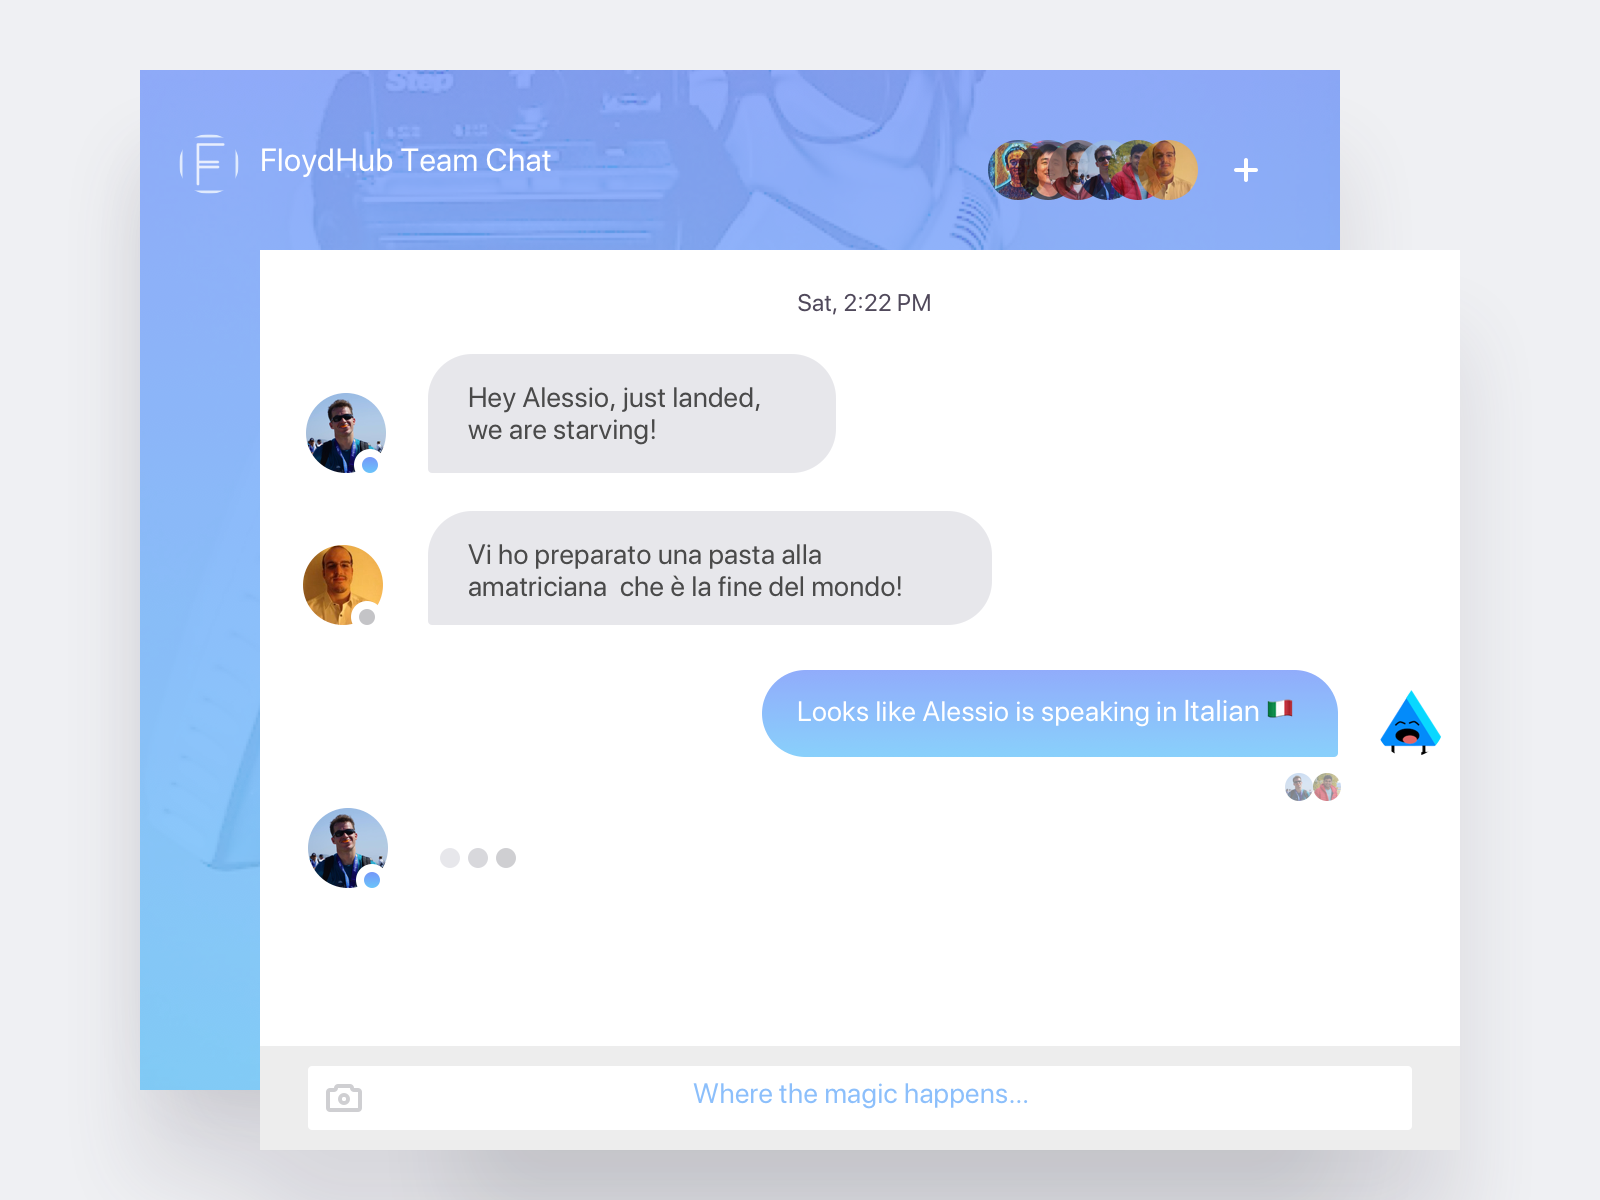 Step
F
FloydHub Team Chat
Sat, 2:22 PM
Hey Alessio, just landed,
we are starving!
Vi ho preparato una pasta alla
amatriciana  che è la fine del mondo!
Looks like Alessio is speaking in Italian 🇮🇹
Where the magic happens...